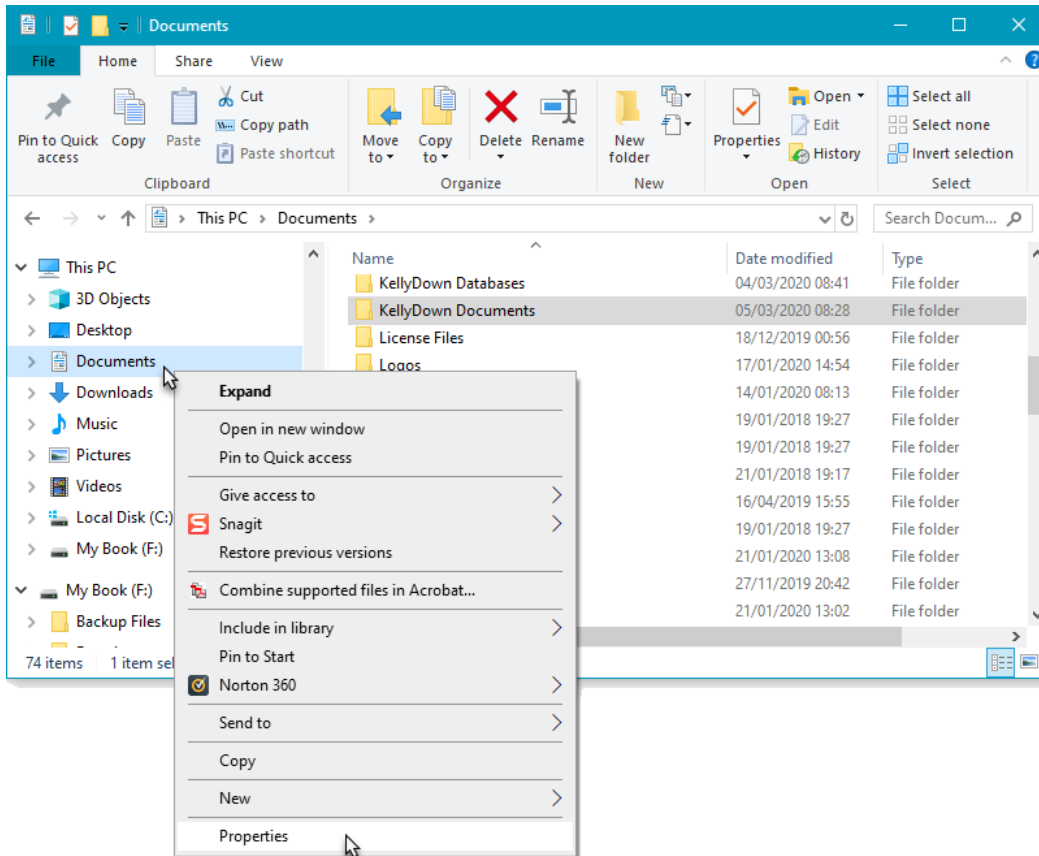 Documents
File Home Share View
Pin to Quick access
Copy
Paste
Cut
Copy path
Paste shortcut
Clipboard
Move to
Copy to
Delete
Rename
Organize
New folder
New
Properties
Open
Edit
History
Open
Select all
Select none
Invert selection
Select
This PC > Documents >
Search Docum...
This PC
3D Objects
Desktop
Documents
Downloads
Music
Pictures
Videos
Local Disk (C:)
My Book (F:)
My Book (F:)
Backup Files
74 items 1 item sel
Name Date modified Type
KellyDown Databases 04/03/2020 08:41 File folder
KellyDown Documents 05/03/2020 08:28 File folder
License Files 18/12/2019 00:56 File folder
Logos 17/01/2020 14:54 File folder
14/01/2020 08:13 File folder
19/01/2018 19:27 File folder
19/01/2018 19:27 File folder
21/01/2018 19:17 File folder
16/04/2019 15:55 File folder
19/01/2018 19:27 File folder
21/01/2020 13:08 File folder
27/11/2019 20:42 File folder
21/01/2020 13:02 File folder
Expand
Open in new window
Pin to Quick access
Give access to
Snagit
Restore previous versions
Combine supported files in Acrobat...
Include in library
Pin to Start
Norton 360
Send to
Copy
New
Properties